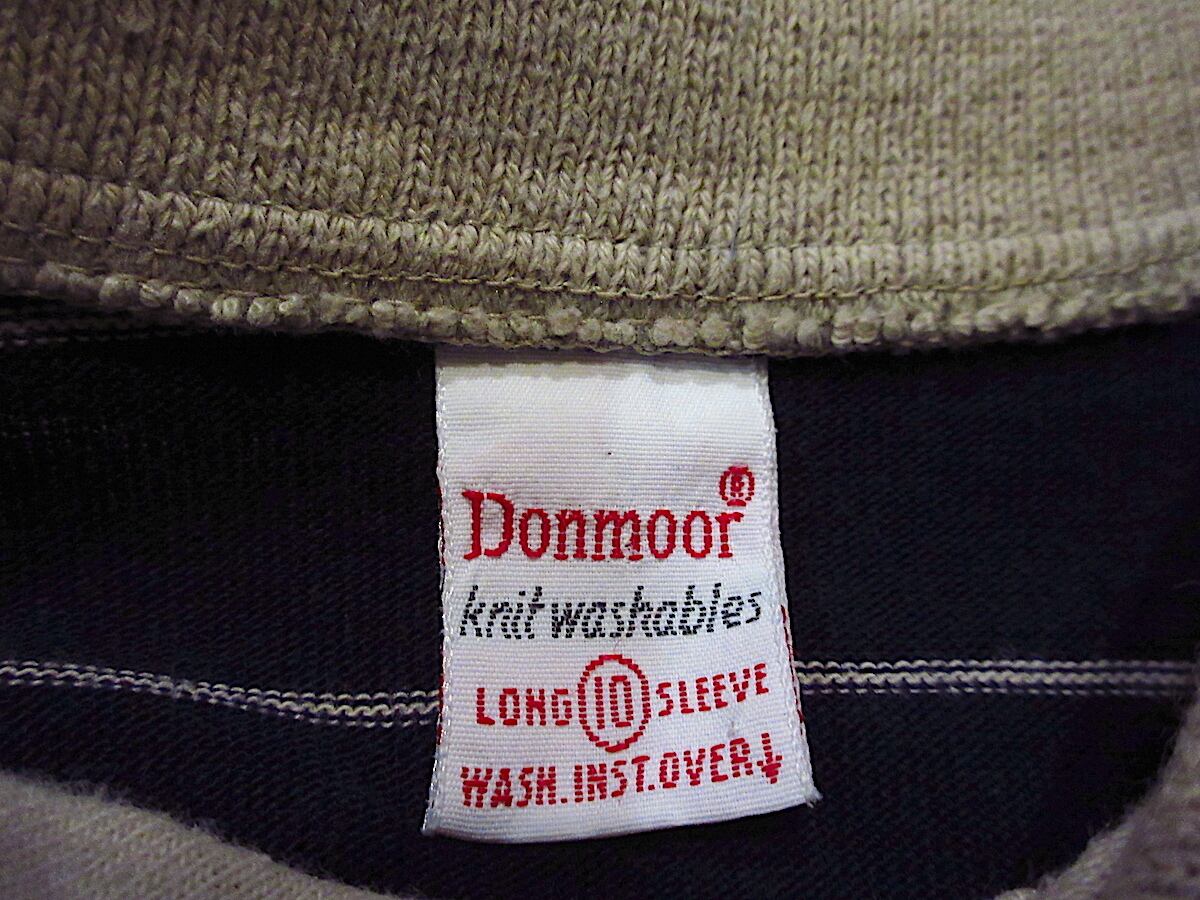 Donmoor®
knit washables
LONG 10 SLEEVE
WASH.INST.OVER↓